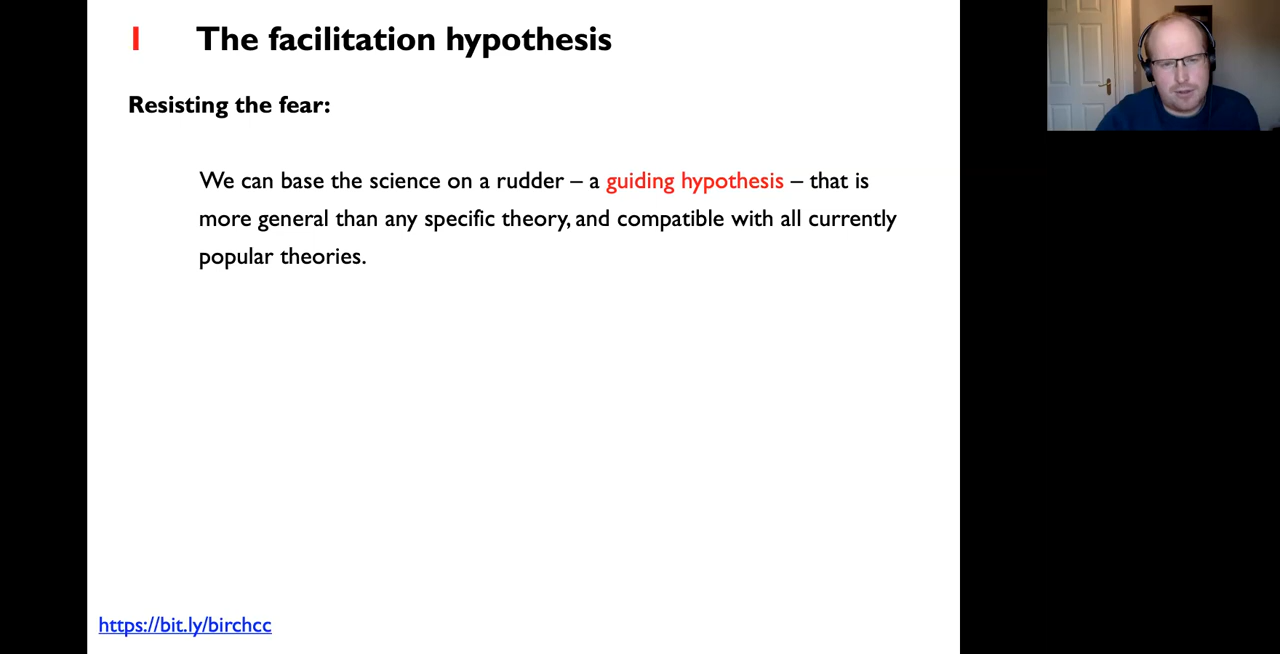 1 The facilitation hypothesis
Resisting the fear:
We can base the science on a rudder – a guiding hypothesis – that is
more general than any specific theory, and compatible with all currently
popular theories.
https://bit.ly/birchcc